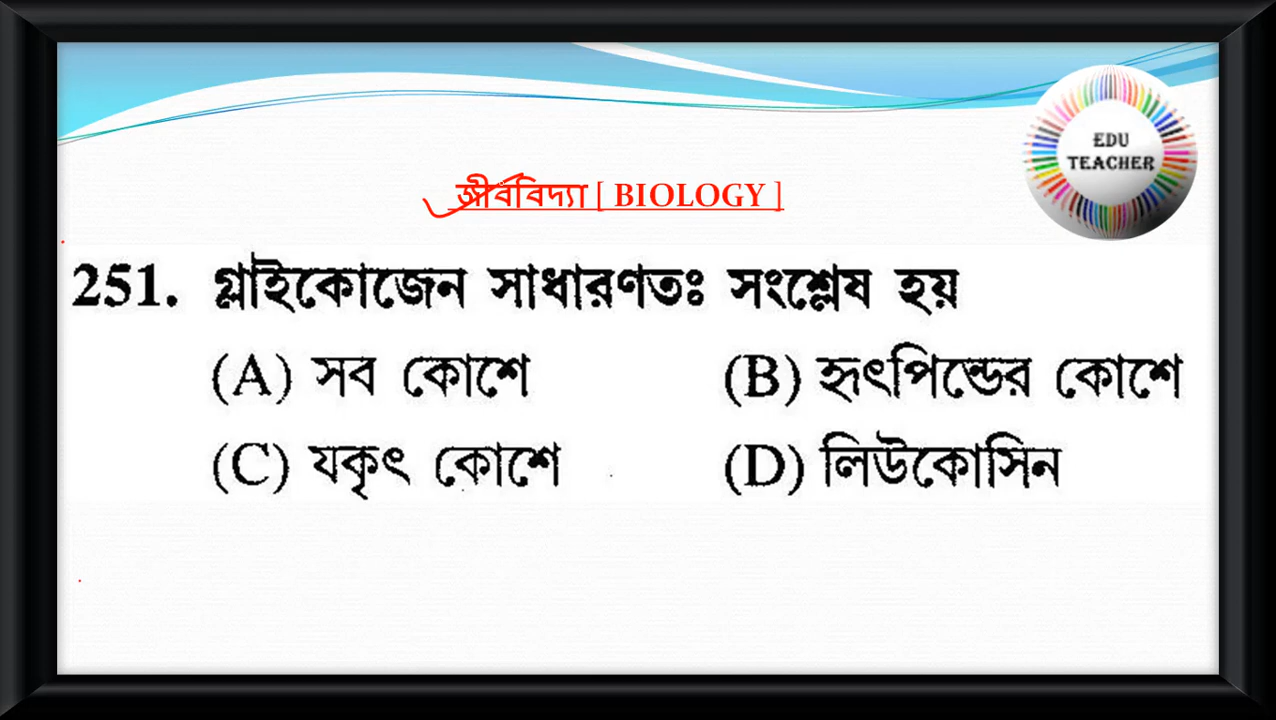 EDU
TEACHER
জীববিদ্যা [ BIOLOGY ]
251. গ্লাইকোজেন সাধারণতঃ সংশ্লেষ হয়
(A) সব কোশে (B) হৃৎপিন্ডের কোশে
(C) যকৃৎ কোশে (D) লিউকোসিন